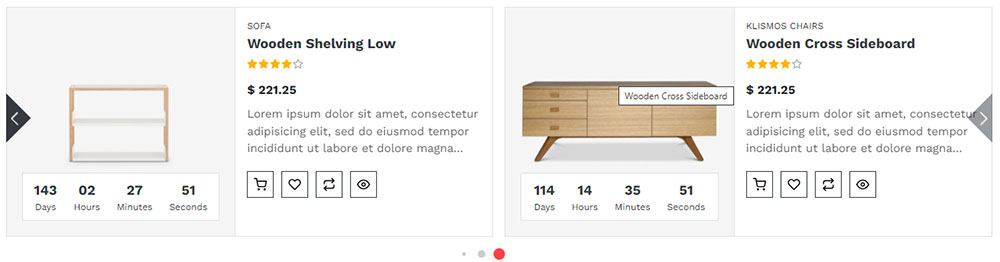 SOFA
Wooden Shelving Low
$ 221.25
Lorem ipsum dolor sit amet, consectetur
adipisicing elit, sed do eiusmod tempor
incididunt ut labore et dolore magna...
143 02 27 51
Days Hours Minutes Seconds
KLISMOS CHAIRS
Wooden Cross Sideboard
$ 221.25
Wooden Cross Sideboard
Lorem ipsum dolor sit amet, consectetur
adipisicing elit, sed do eiusmod tempor
incididunt ut labore et dolore magna...
114 14 35 51
Days Hours Minutes Seconds